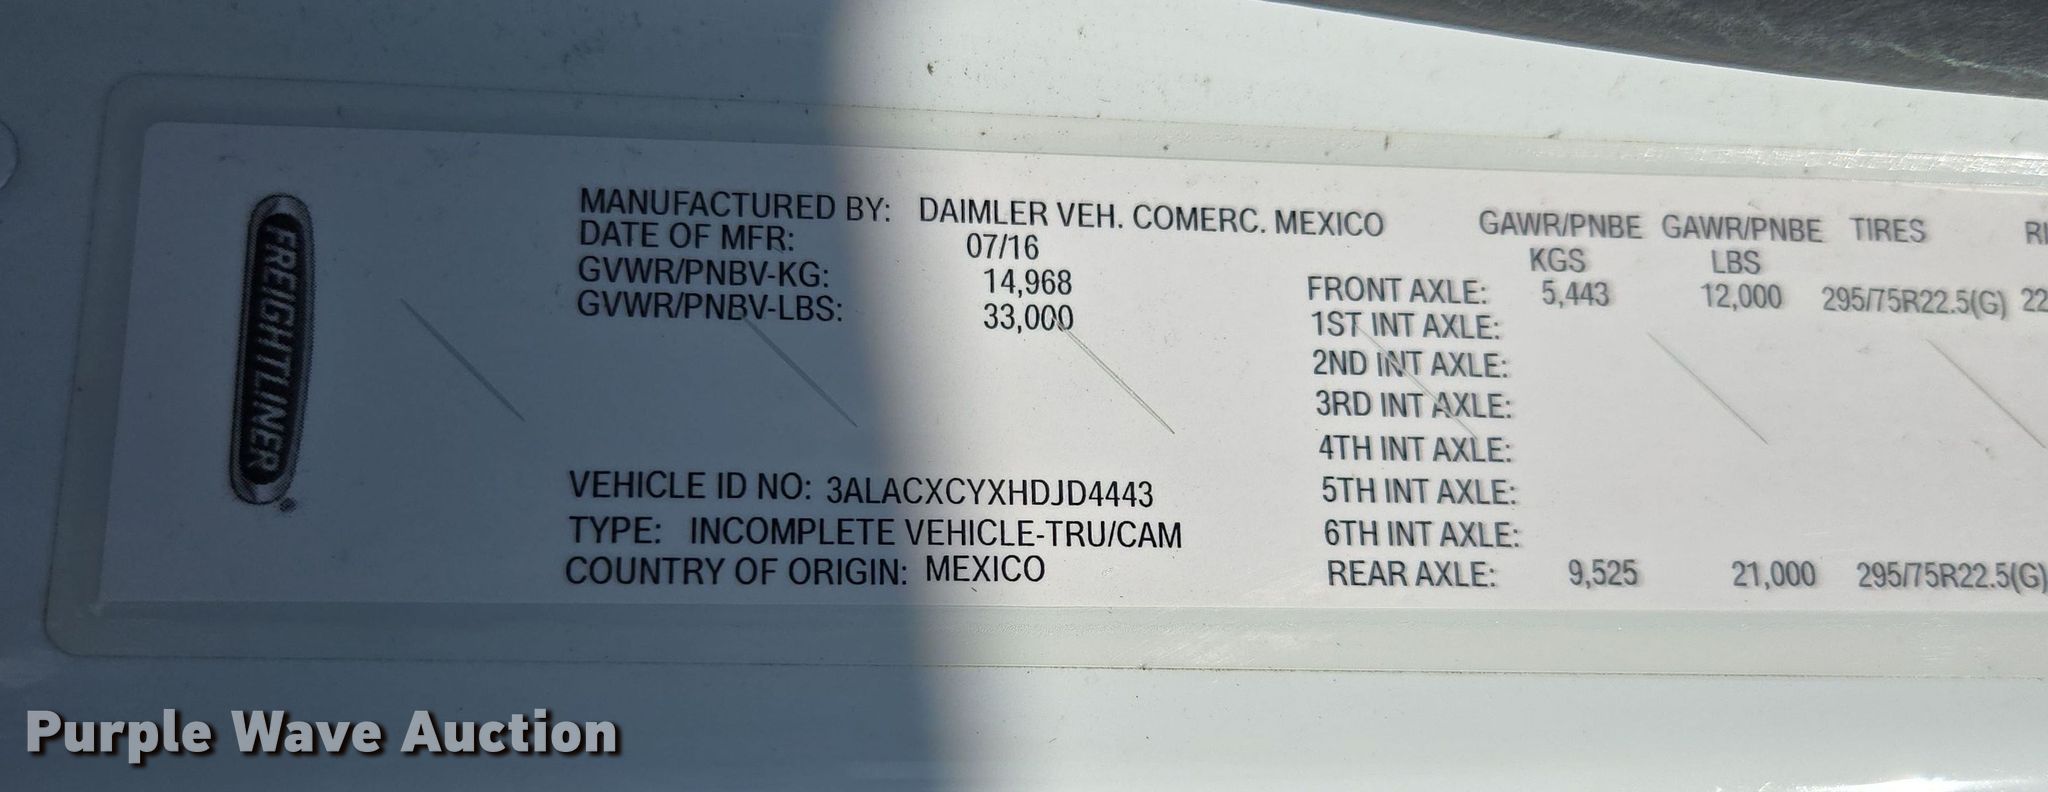 FREIGHTLINER
MANUFACTURED BY: DAIMLER VEH. COMERC. MEXICO
DATE OF MFR: 07/16
GVWR/PNBV-KG: 14,968
GVWR/PNBV-LBS: 33,000
VEHICLE ID NO: 3ALACXCYXHDJD4443
TYPE: INCOMPLETE VEHICLE-TRU/CAM
COUNTRY OF ORIGIN: MEXICO
GAWR/PNBE GAWR/PNBE TIRES
KGS LBS
FRONT AXLE: 5,443 12,000 295/75R22.5(G) 22
1ST INT AXLE:
2ND INT AXLE:
3RD INT AXLE:
4TH INT AXLE:
5TH INT AXLE:
6TH INT AXLE:
REAR AXLE: 9,525 21,000 295/75R22.5(G)
Purple Wave Auction